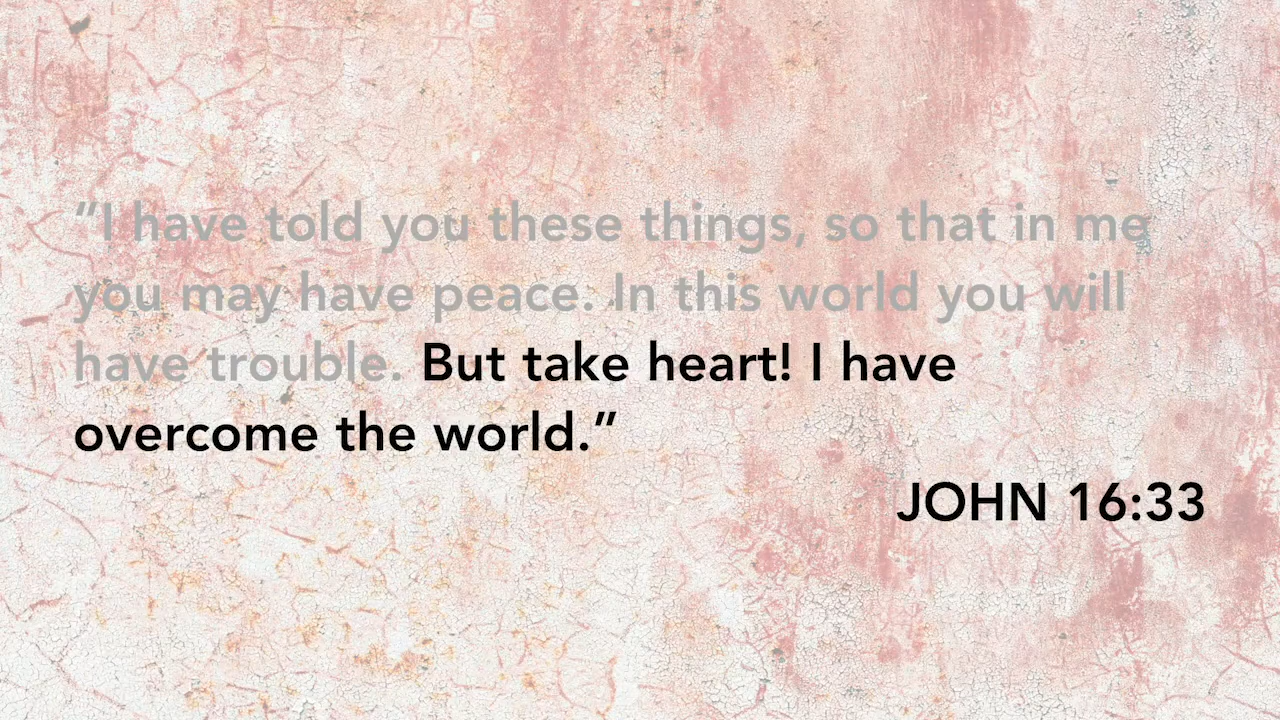 “I have told you these things, so that in me
you may have peace. In this world you will
have trouble. But take heart! I have
overcome the world.”
JOHN 16:33